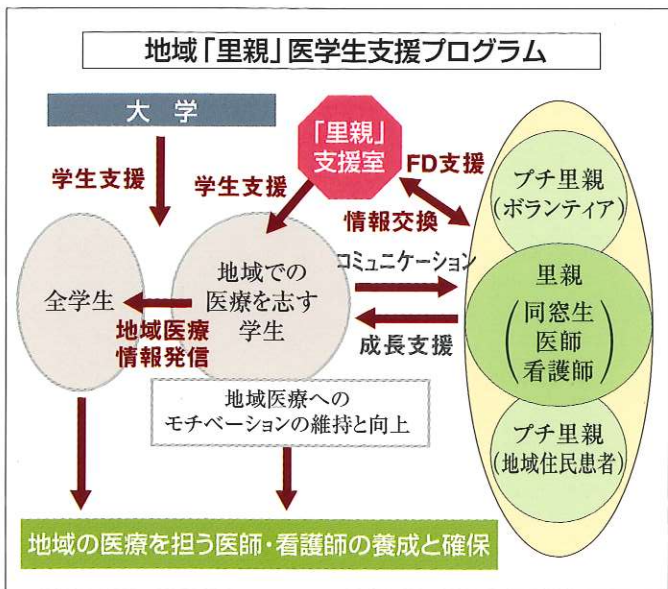 地域「里親」医学生支援プログラム
大学
「里親」
支援室
学生支援
学生支援
FD支援
情報交換
プチ里親
(ボランティア)
全学生
地域での
医療を志す
学生
コミュニケーション
里親
(同窓生
医師
看護師)
地域医療
情報発信
成長支援
地域医療への
モチベーションの維持と向上
プチ里親
(地域住民患者)
地域の医療を担う医師・看護師の養成と確保